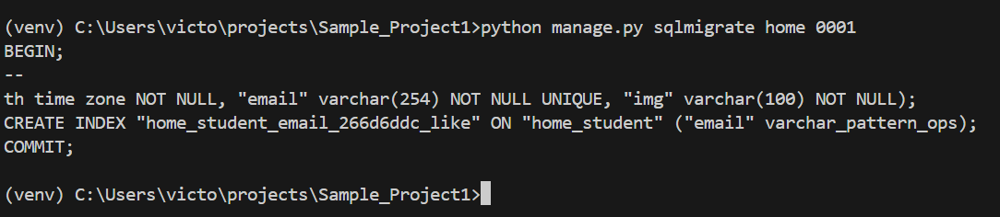 (venv) C:\Users\victo\projects\Sample_Project1>python manage.py sqlmigrate home 0001
BEGIN;
--
th time zone NOT NULL, "email" varchar(254) NOT NULL UNIQUE, "img" varchar(100) NOT NULL);
CREATE INDEX "home_student_email_266d6ddc_like" ON "home_student" ("email" varchar_pattern_ops);
COMMIT;
(venv) C:\Users\victo\projects\Sample_Project1>